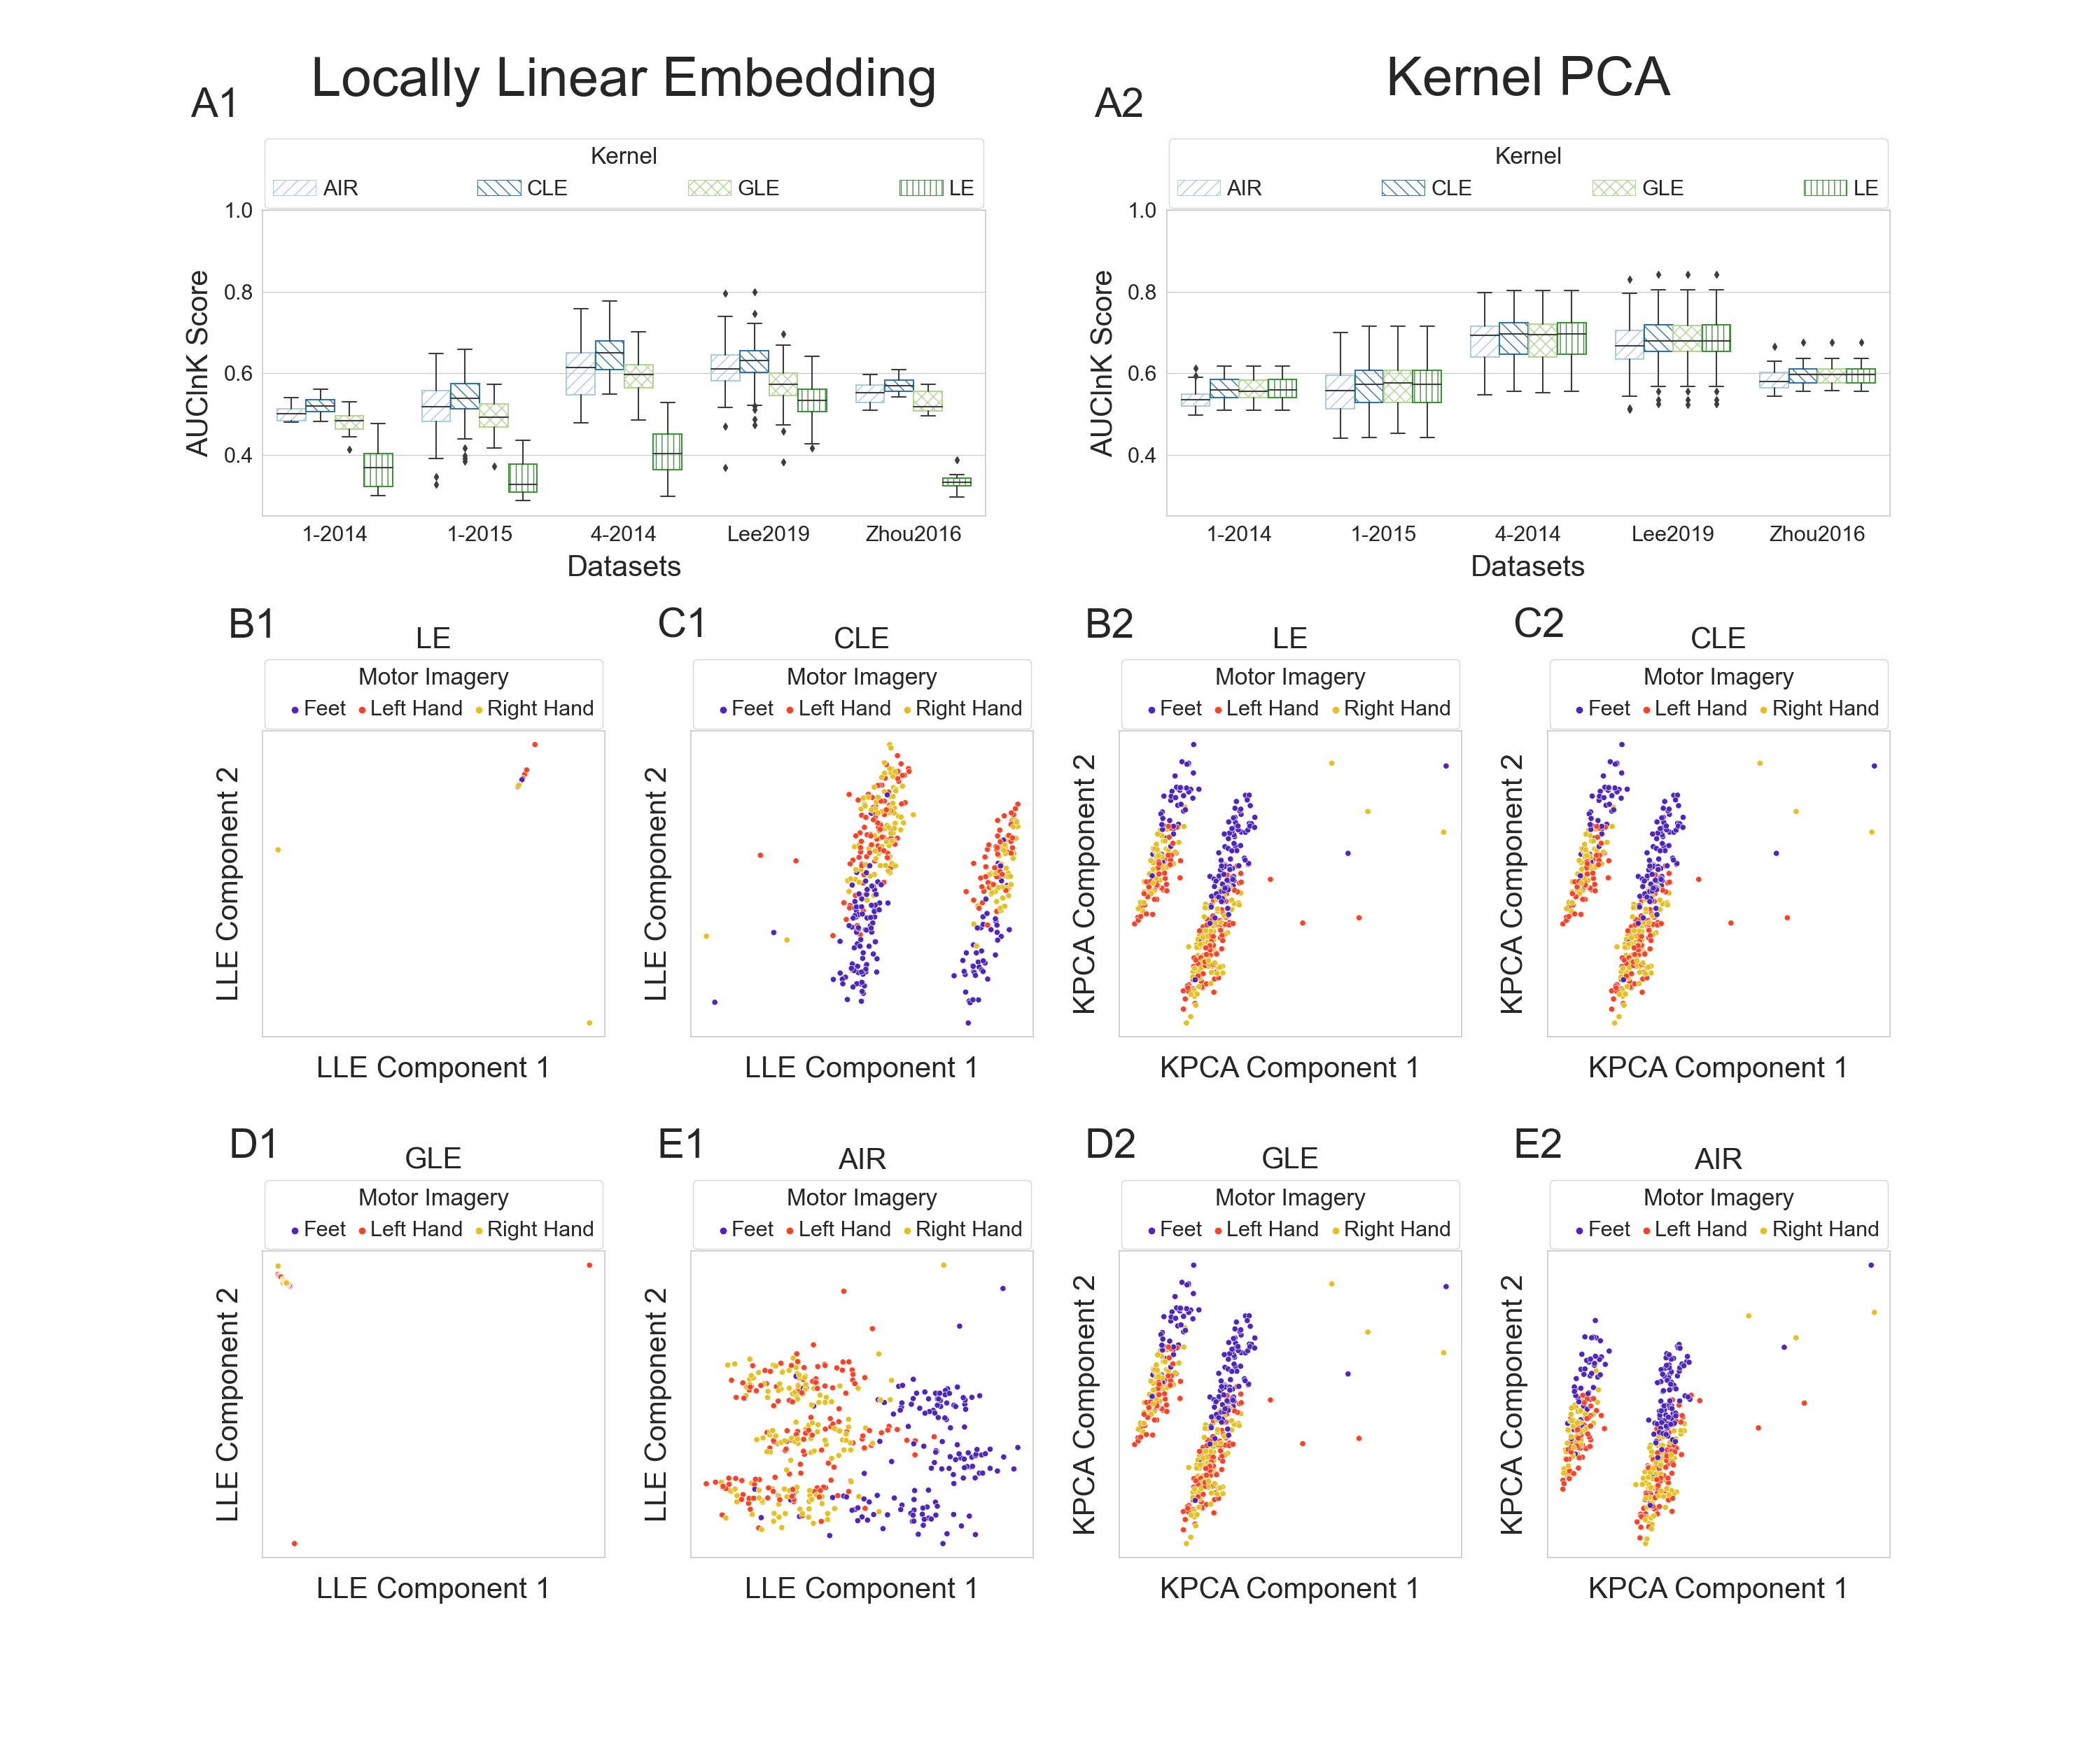 Locally Linear Embedding
Kernel PCA
A1
A2
Kernel
AIR CLE GLE LE
Kernel
AIR CLE GLE LE
AUClnK Score
1.0
0.8
0.6
0.4
1-2014 1-2015 4-2014 Lee2019 Zhou2016
Datasets
AUClnK Score
1.0
0.8
0.6
0.4
1-2014 1-2015 4-2014 Lee2019 Zhou2016
Datasets
B1
LE
Motor Imagery
Feet Left Hand Right Hand
LLE Component 2
LLE Component 1
C1
CLE
Motor Imagery
Feet Left Hand Right Hand
LLE Component 2
LLE Component 1
B2
LE
Motor Imagery
Feet Left Hand Right Hand
KPCA Component 2
KPCA Component 1
C2
CLE
Motor Imagery
Feet Left Hand Right Hand
KPCA Component 2
KPCA Component 1
D1
GLE
Motor Imagery
Feet Left Hand Right Hand
LLE Component 2
LLE Component 1
E1
AIR
Motor Imagery
Feet Left Hand Right Hand
LLE Component 2
LLE Component 1
D2
GLE
Motor Imagery
Feet Left Hand Right Hand
KPCA Component 2
KPCA Component 1
E2
AIR
Motor Imagery
Feet Left Hand Right Hand
KPCA Component 2
KPCA Component 1